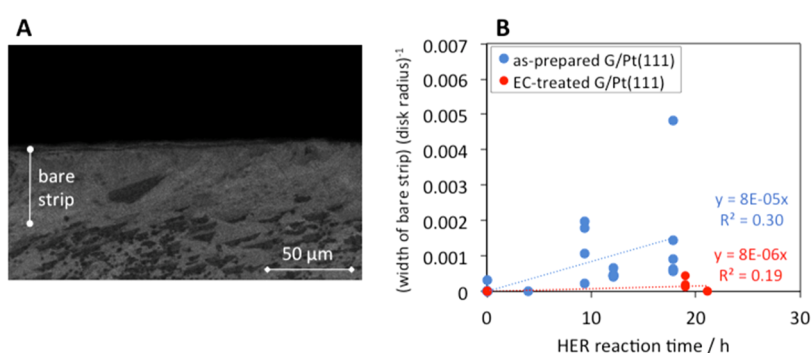 A
bare
strip
50 μm
B
(width of bare strip) (disk radius)-1
0.007
0.006
0.005
0.004
0.003
0.002
0.001
0
as-prepared G/Pt(111)
EC-treated G/Pt(111)
y = 8E-05x
R² = 0.30
y = 8E-06x
R² = 0.19
0 10 20 30
HER reaction time / h